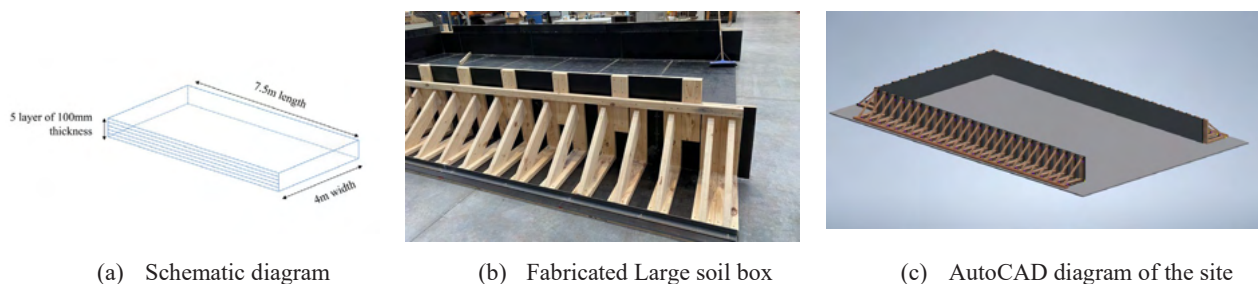 7.5m length
5 layer of 100mm
thickness
4m width
(a) Schematic diagram
(b) Fabricated Large soil box
(c) AutoCAD diagram of the site